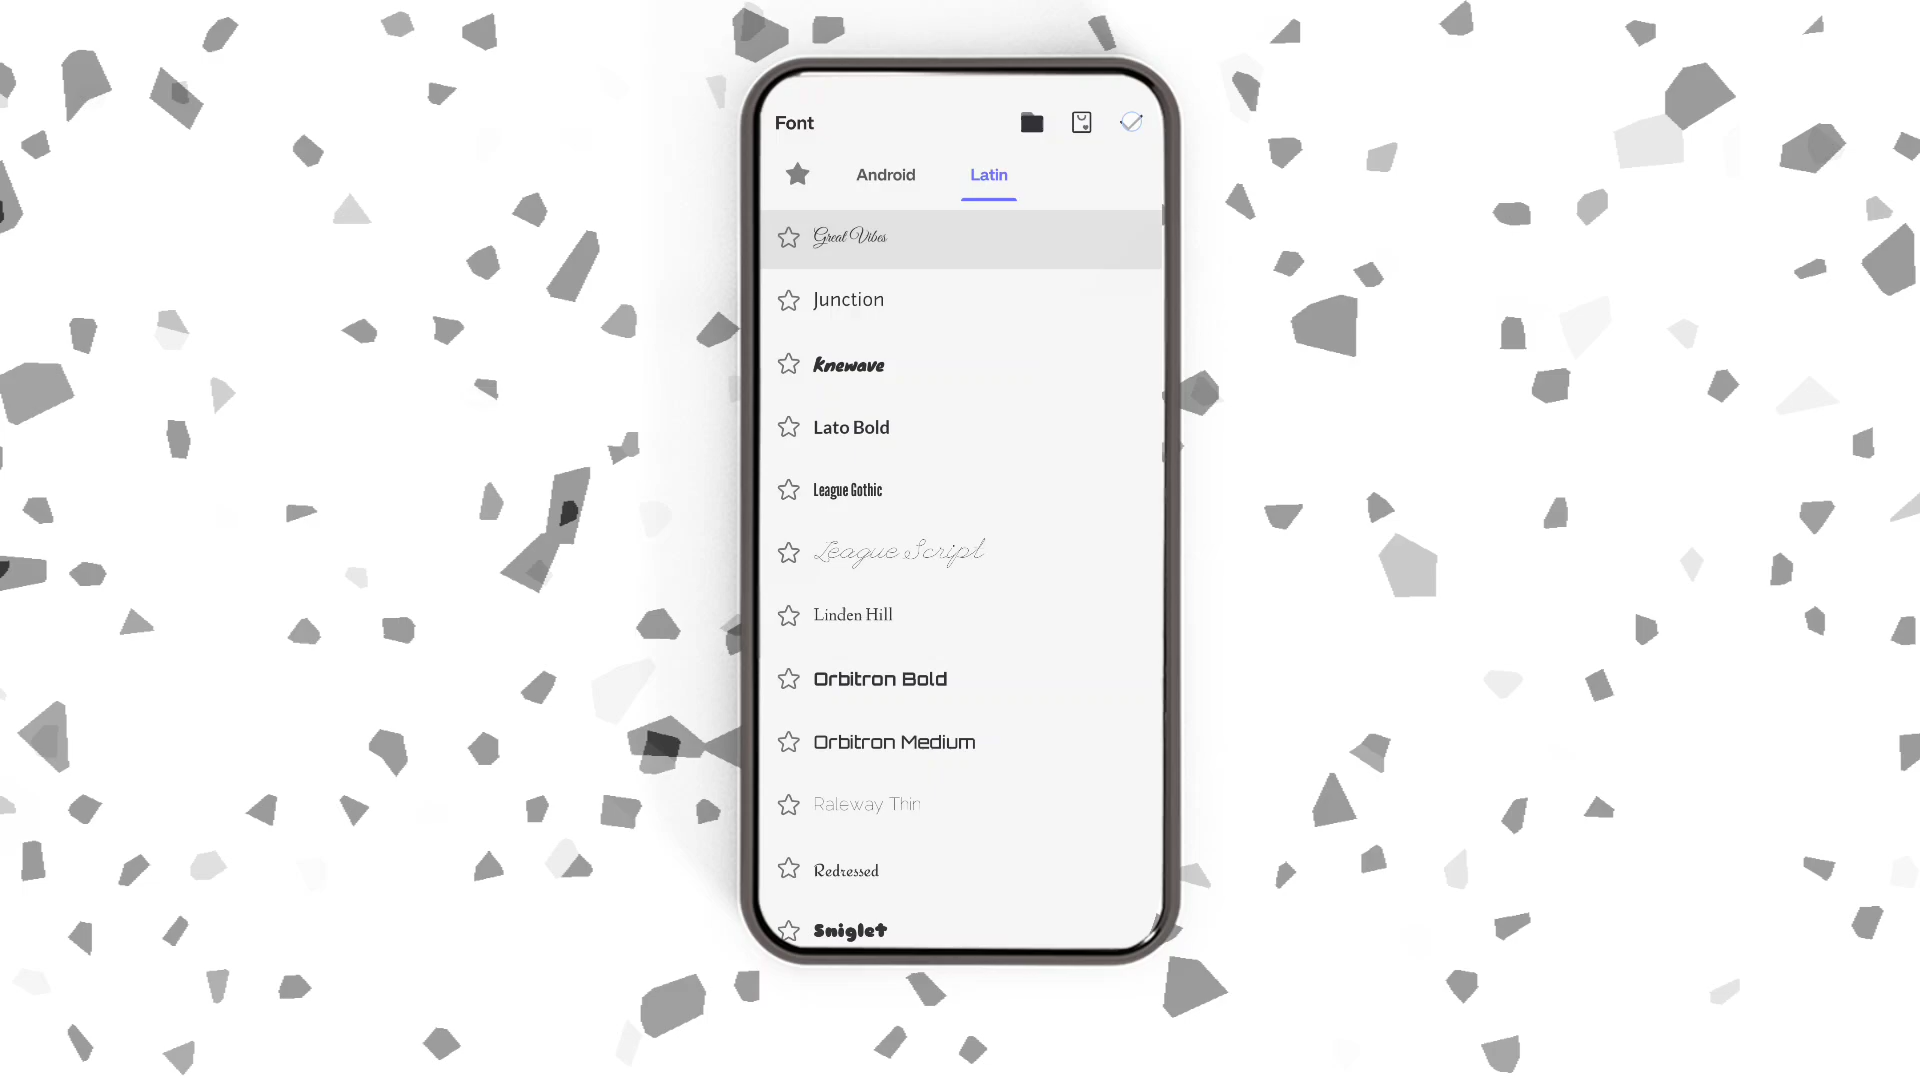 Font
Android Latin
Great Vibes
Junction
Knewave
Lato Bold
League Gothic
League Script
Linden Hill
Orbitron Bold
Orbitron Medium
Raleway Thin
Redressed
Sniglet